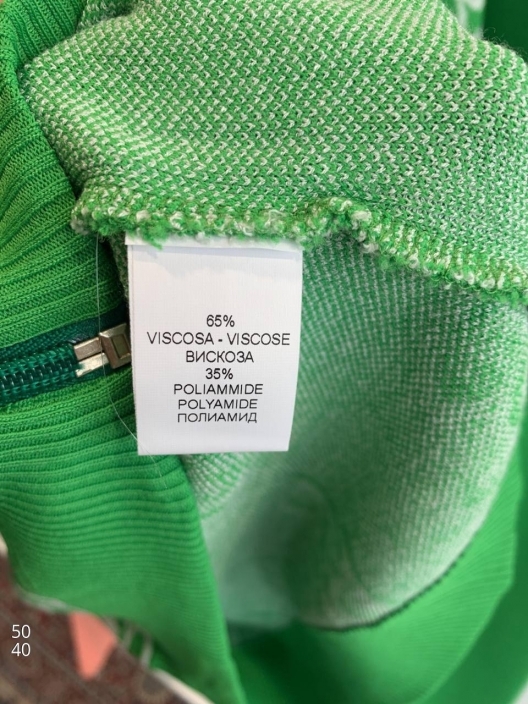 65%
VISCOSA - VISCOSE
ВИСКОЗА
35%
POLIAMMIDE
POLYAMIDE
ПОЛИАМИД
50
40